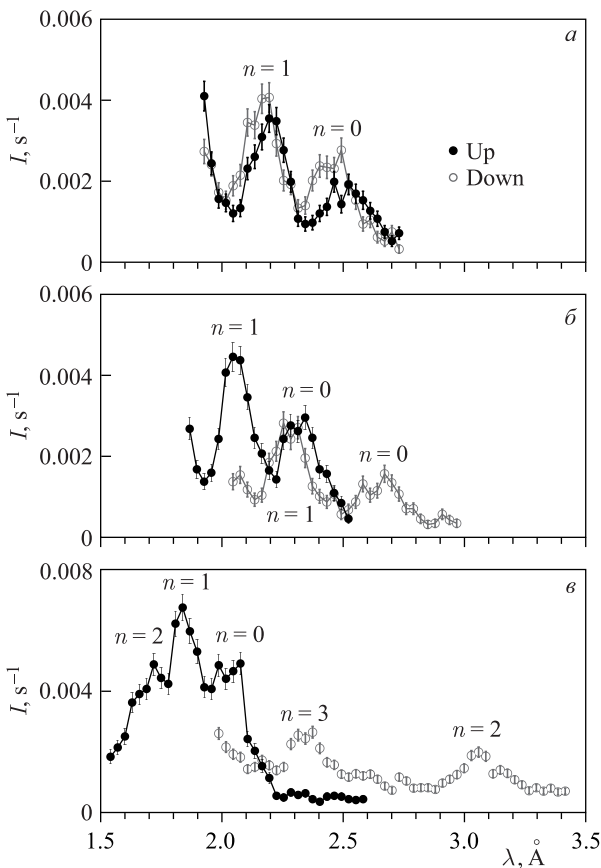 0.006
а
n = 1
0.004
n = 0
I, s⁻¹
Up
Down
0.002
0
0.006
б
n = 1
0.004
n = 0
I, s⁻¹
n = 0
0.002
n = 1
0
0.008
в
n = 1
n = 2
n = 0
I, s⁻¹
0.004
n = 3
n = 2
0
1.5 2.0 2.5 3.0 3.5
λ, Å